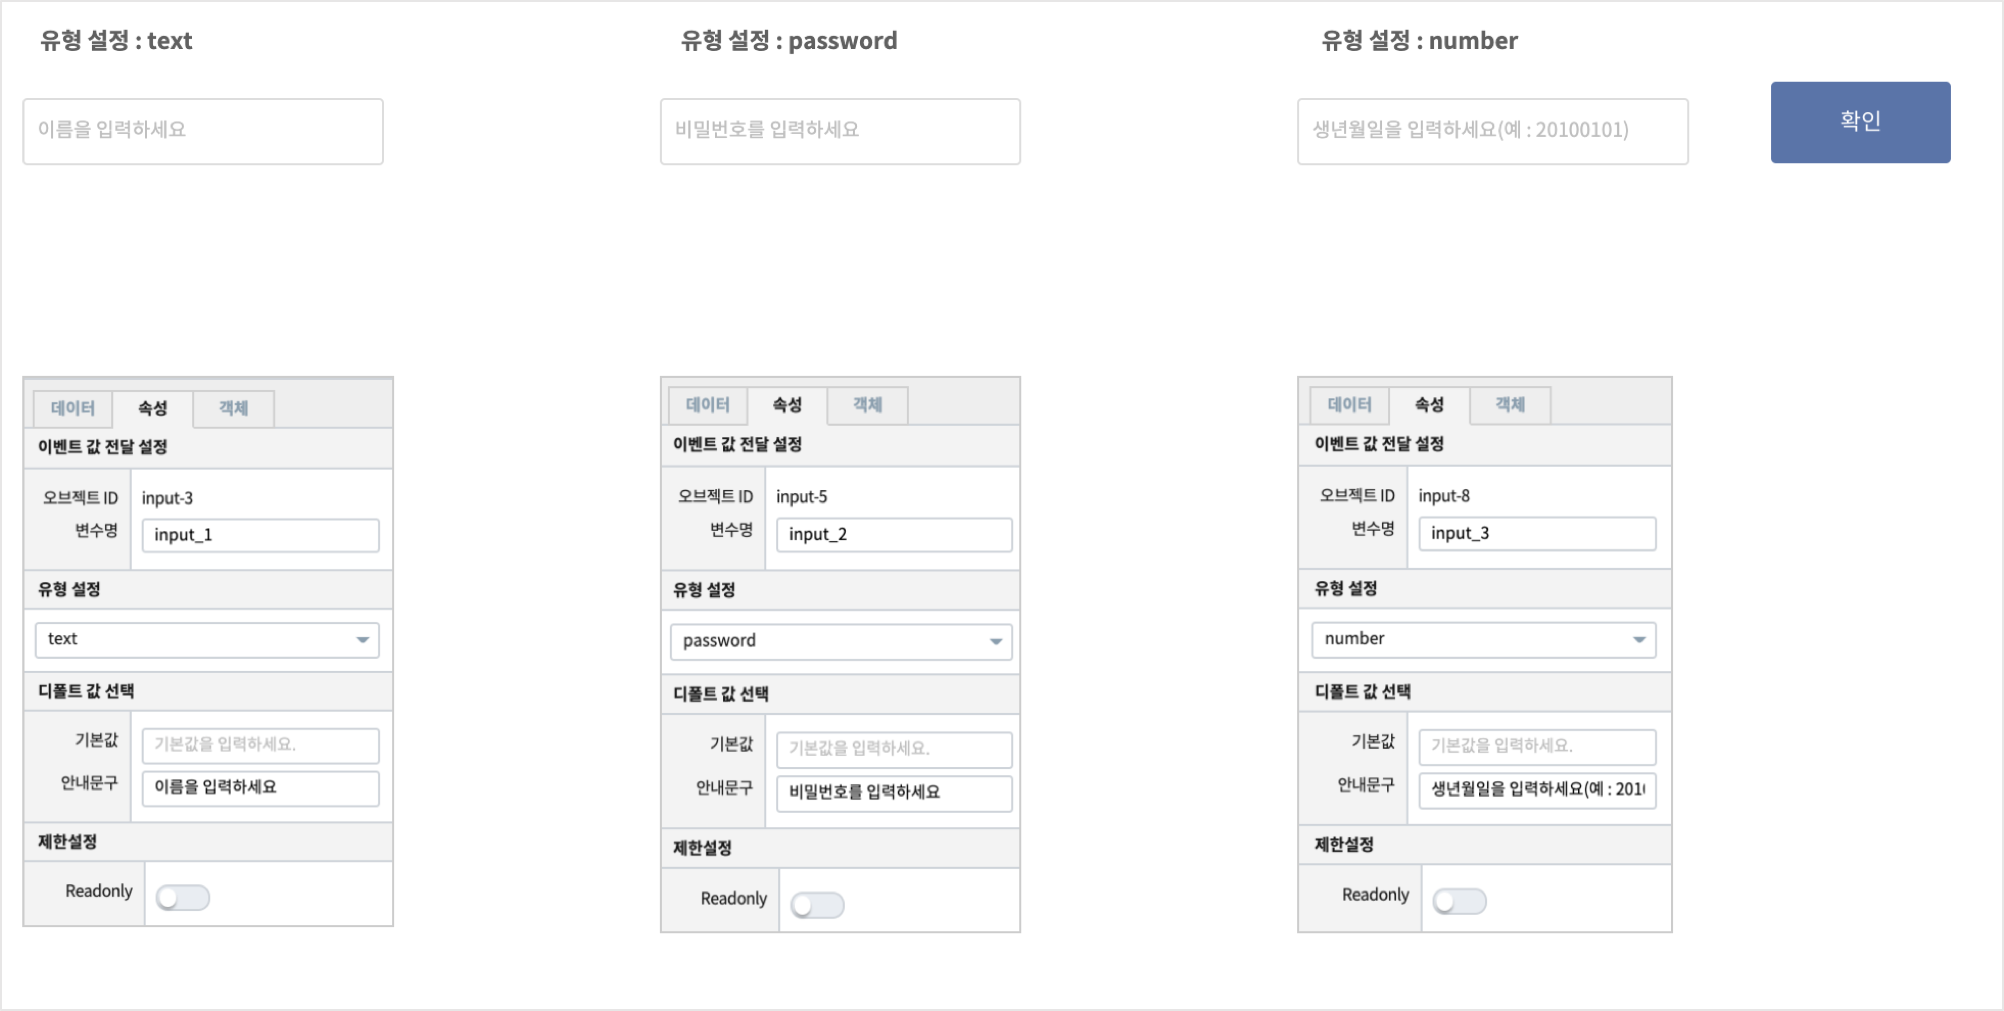 유형 설정 : text
유형 설정 : password
유형 설정 : number
이름을 입력하세요
비밀번호를 입력하세요
생년월일을 입력하세요(예 : 20100101)
확인
데이터 속성 객체
이벤트 값 전달 설정
오브젝트 ID input-3
변수명 input_1
유형 설정
text
디폴트 값 선택
기본값 기본값을 입력하세요.
안내문구 이름을 입력하세요
제한설정
Readonly
데이터 속성 객체
이벤트 값 전달 설정
오브젝트 ID input-5
변수명 input_2
유형 설정
password
디폴트 값 선택
기본값 기본값을 입력하세요.
안내문구 비밀번호를 입력하세요
제한설정
Readonly
데이터 속성 객체
이벤트 값 전달 설정
오브젝트 ID input-8
변수명 input_3
유형 설정
number
디폴트 값 선택
기본값 기본값을 입력하세요.
안내문구 생년월일을 입력하세요(예 : 201
제한설정
Readonly